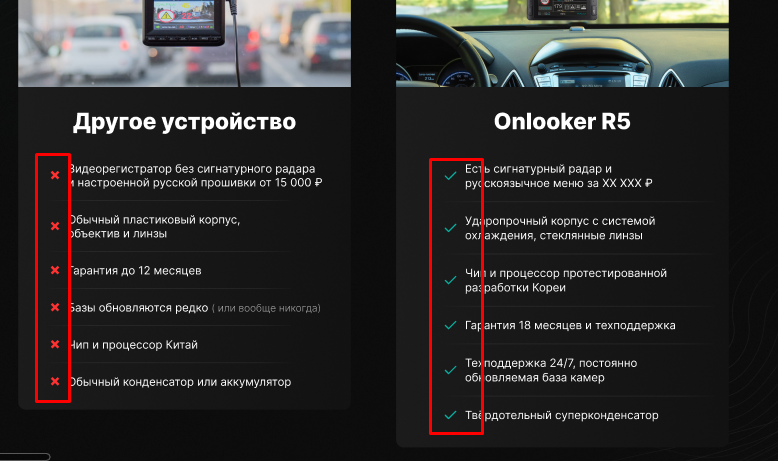 Другое устройство
Видеорегистратор без сигнатурного радара
и настроенной русской прошивки от 15 000 ₽
Обычный пластиковый корпус,
объектив и линзы
Гарантия до 12 месяцев
Базы обновляются редко ( или вообще никогда)
Чип и процессор Китай
Обычный конденсатор или аккумулятор
Onlooker R5
Есть сигнатурный радар и
русскоязычное меню за XX XXX ₽
Ударопрочный корпус с системой
охлаждения, стеклянные линзы
Чип и процессор протестированной
разработки Кореи
Гарантия 18 месяцев и техподдержка
Техподдержка 24/7, постоянно
обновляемая база камер
Твёрдотельный суперконденсатор